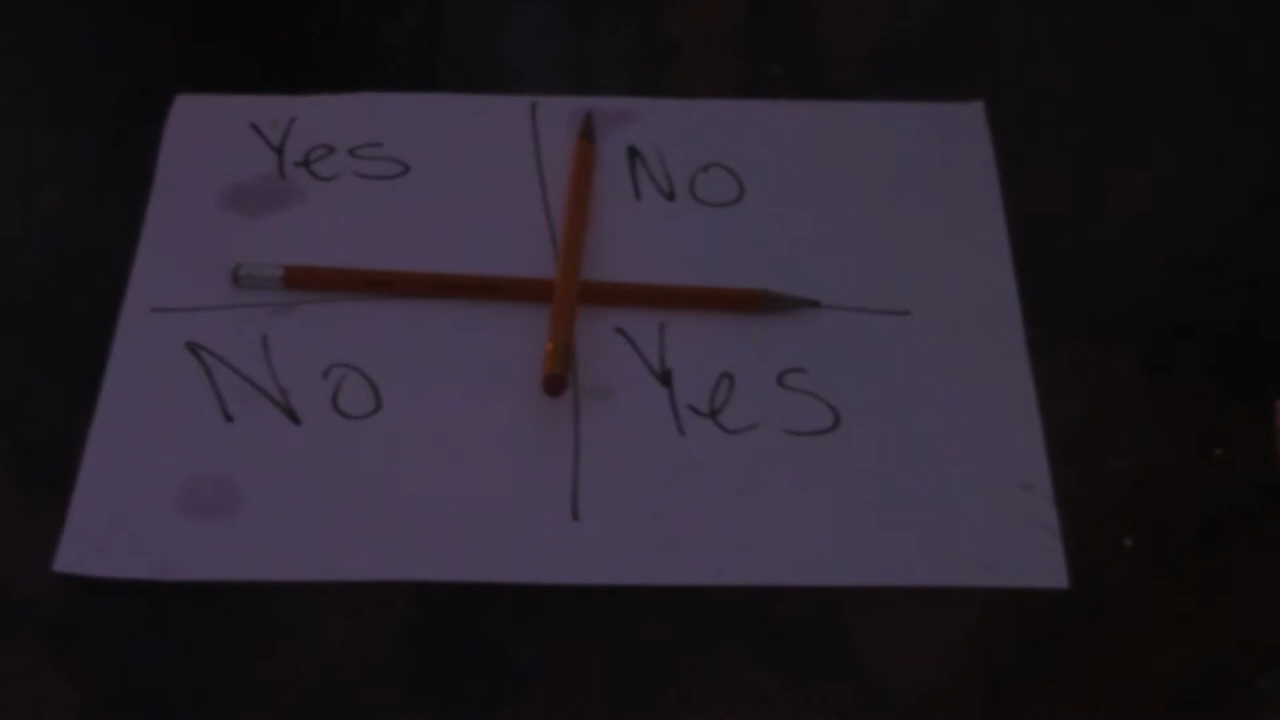 Yes NO
No Yes